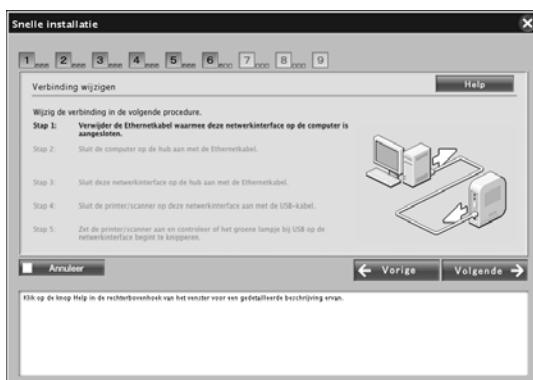 Snelle installatie
1 2 3 4 5 6 7 8 9
Verbinding wijzigen
Help
Wijzig de verbinding in de volgende procedure.
Stap 1: Verwijder de Ethernetkabel waarmee deze netwerkinterface op de computer is
aangesloten.
Stap 2: Sluit de computer op de hub aan met de Ethernetkabel.
Stap 3: Sluit deze netwerkinterface op de hub aan met de Ethernetkabel.
Stap 4: Sluit de printer/scanner op deze netwerkinterface aan met de USB-kabel.
Stap 5: Zet de printer/scanner aan en controleer of het groene lampje bij USB op de
netwerkinterface begint te knipperen.
Annuleer
Vorige
Volgende
Klik op de knop Help in de rechterbovenhoek van het venster voor een gedetailleerde beschrijving ervan.